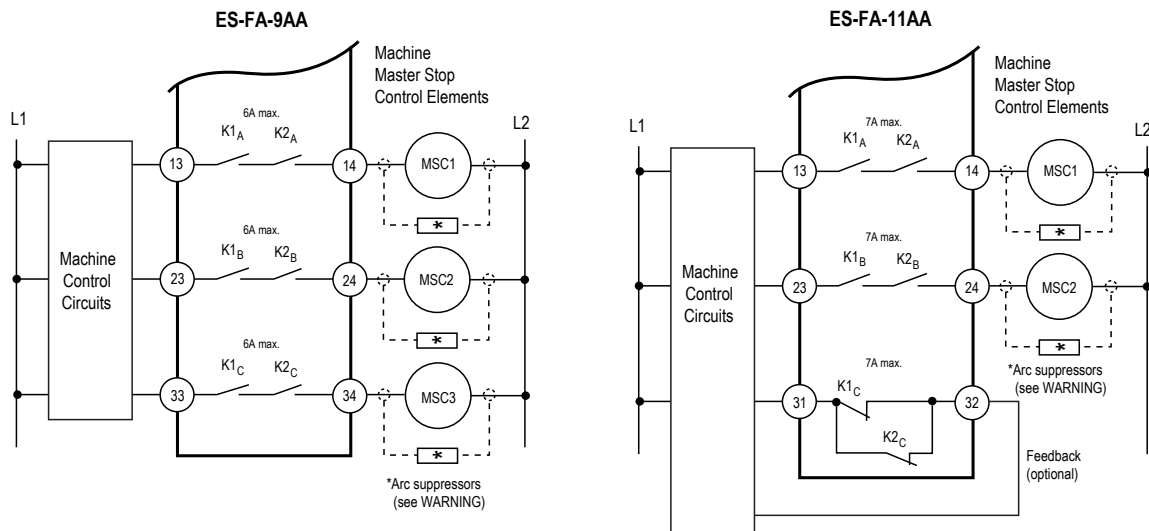 ES-FA-9AA
Machine
Master Stop
Control Elements
L1
L2
6A max.
K1A K2A
13
14
MSC1
*
6A max.
K1B K2B
23
24
MSC2
*
Machine
Control
Circuits
6A max.
K1C K2C
33
34
MSC3
*
*Arc suppressors
(see WARNING)
ES-FA-11AA
Machine
Master Stop
Control Elements
L1
L2
7A max.
K1A K2A
13
14
MSC1
*
7A max.
K1B K2B
23
24
MSC2
*
Machine
Control
Circuits
*Arc suppressors
(see WARNING)
7A max.
K1C
31
32
K2C
Feedback
(optional)